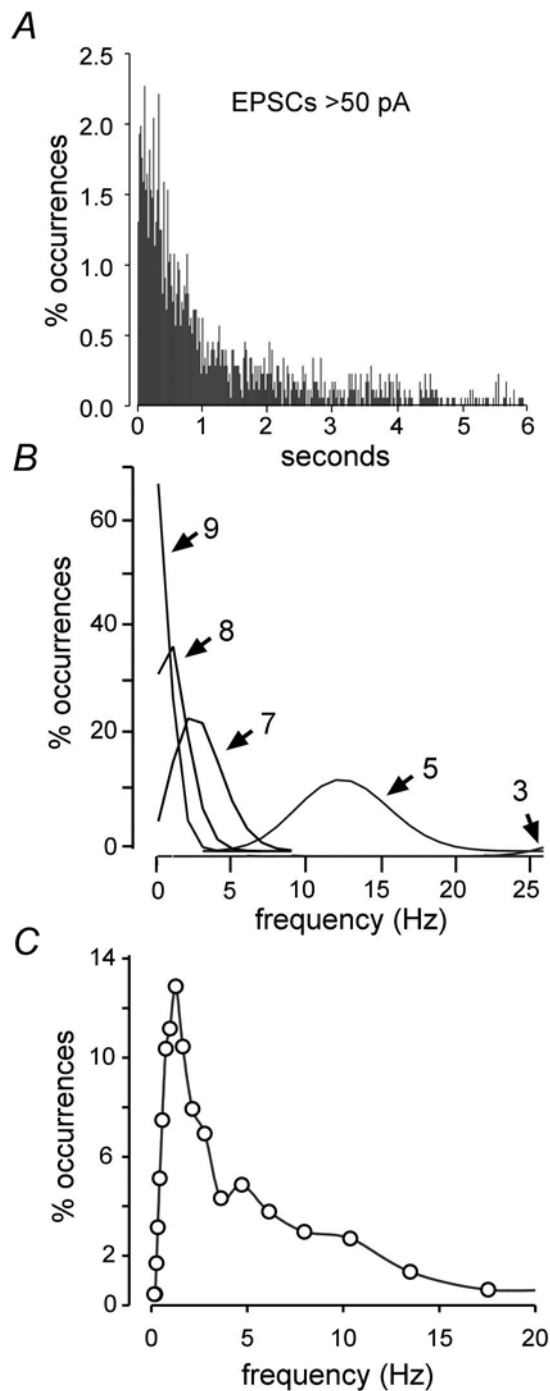 A
2.5
EPSCs >50 pA
2.0
1.5
1.0
0.5
0.0
% occurrences
0 1 2 3 4 5 6
seconds
B
60
9
40
8
% occurrences
7
20
5
3
0
0 5 10 15 20 25
frequency (Hz)
C
14
10
% occurrences
6
2
0
0 5 10 15 20
frequency (Hz)